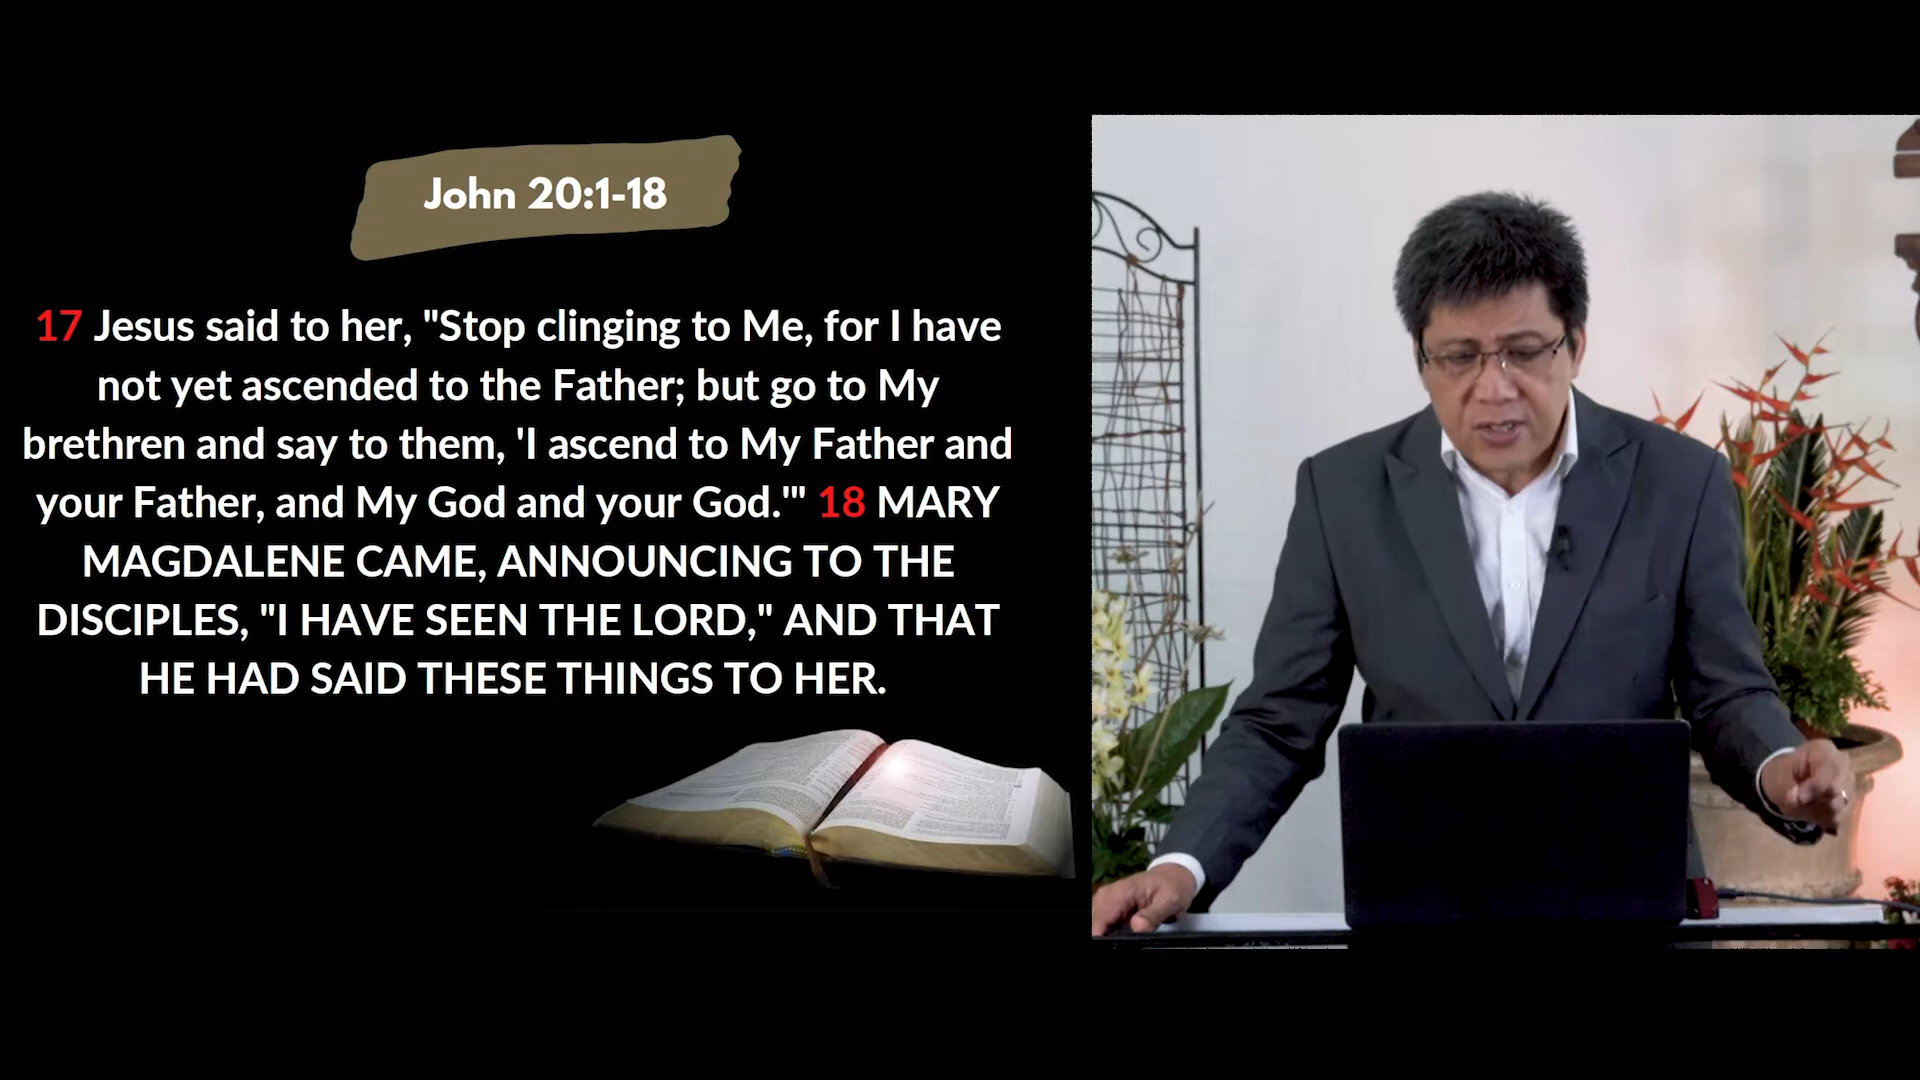 John 20:1-18
17 Jesus said to her, "Stop clinging to Me, for I have
not yet ascended to the Father; but go to My
brethren and say to them, 'I ascend to My Father and
your Father, and My God and your God.'" 18 MARY
MAGDALENE CAME, ANNOUNCING TO THE
DISCIPLES, "I HAVE SEEN THE LORD," AND THAT
HE HAD SAID THESE THINGS TO HER.